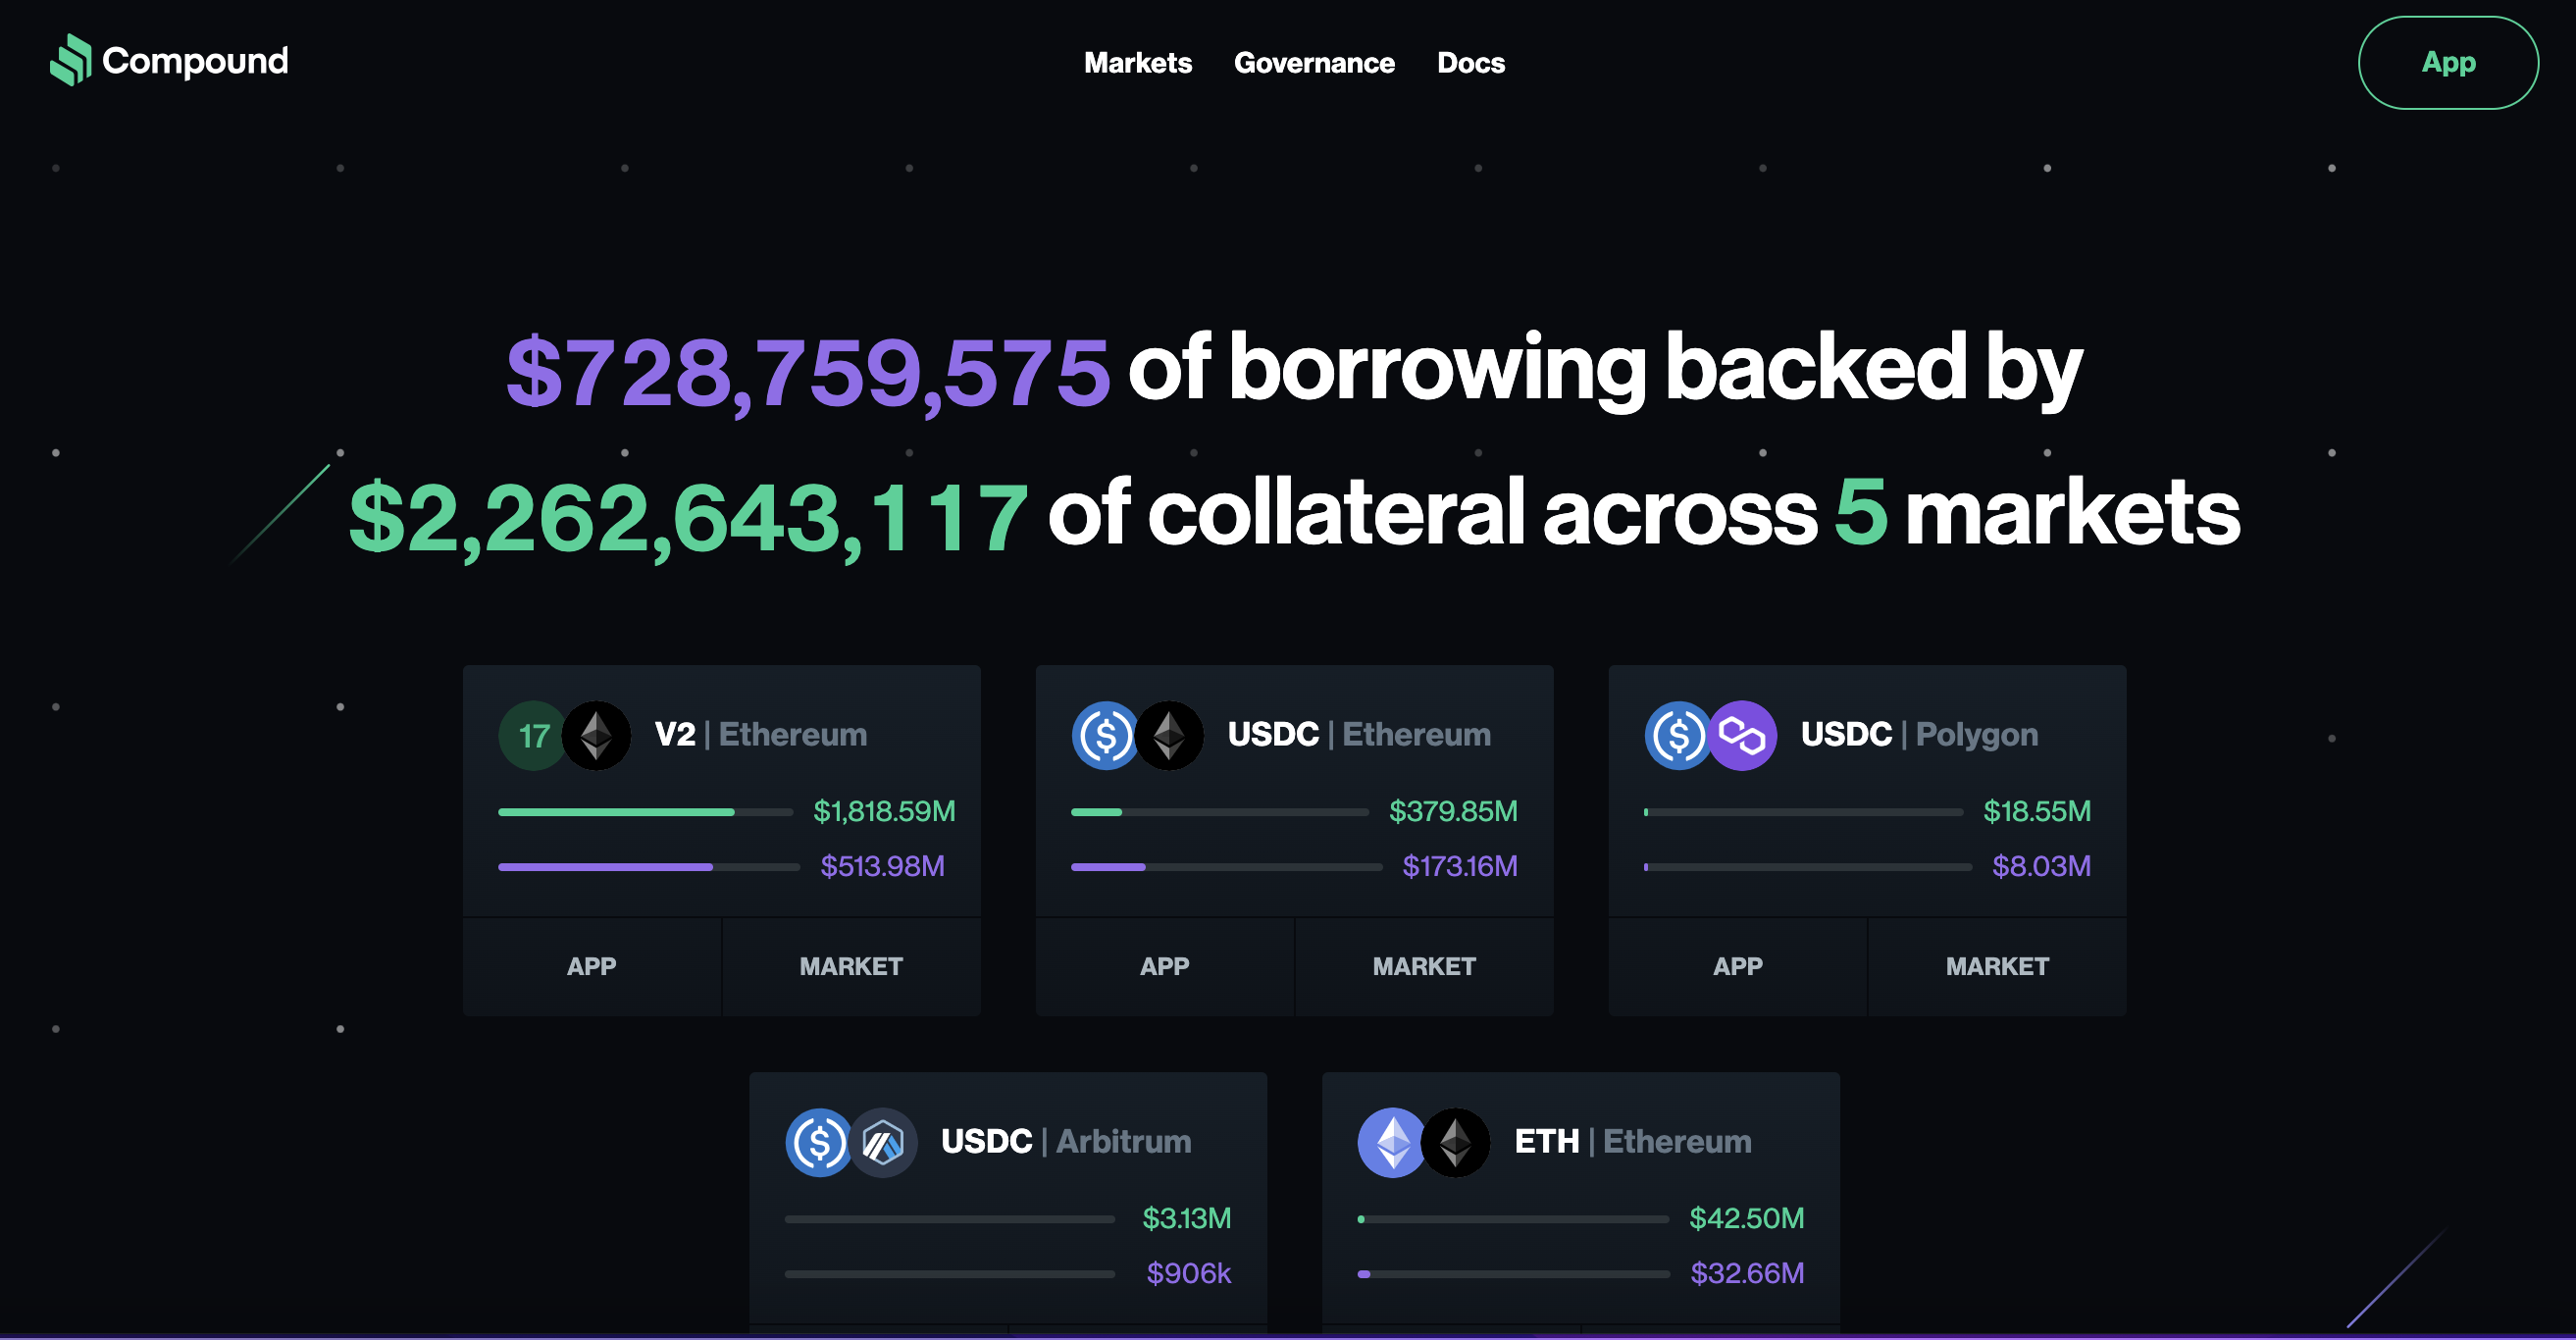 Compound
Markets Governance Docs
App
$728,759,575 of borrowing backed by
$2,262,643,117 of collateral across 5 markets
17 V2 | Ethereum
$1,818.59M
$513.98M
APP MARKET
USDC | Ethereum
$379.85M
$173.16M
APP MARKET
USDC | Polygon
$18.55M
$8.03M
APP MARKET
USDC | Arbitrum
$3.13M
$906k
ETH | Ethereum
$42.50M
$32.66M